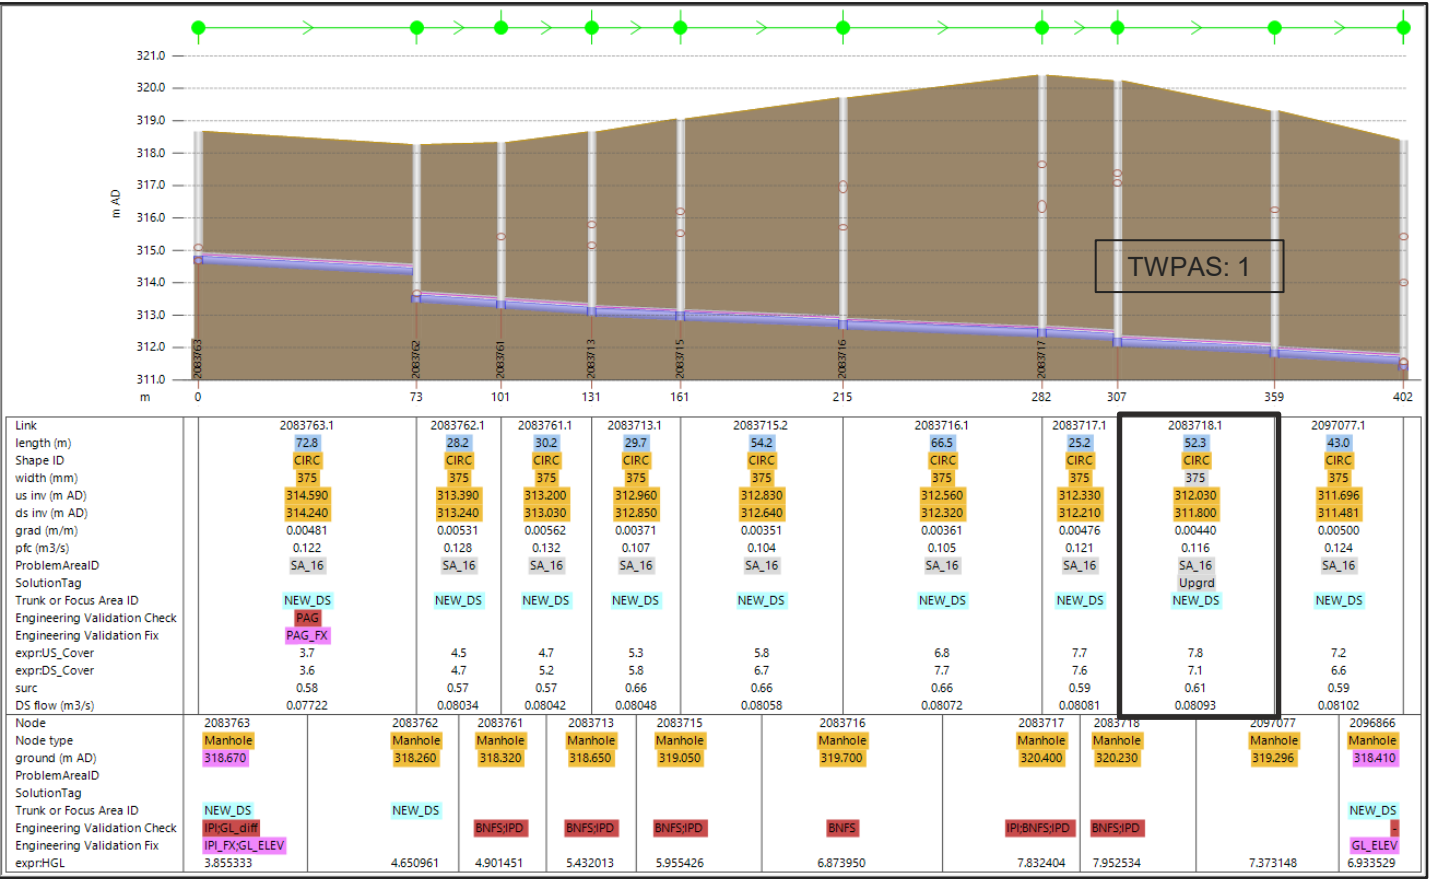 321.0
320.0
319.0
318.0
317.0
316.0
315.0
314.0
313.0
312.0
311.0
m AD
TWPAS: 1
2083763 2083762 2083761 2083713 2083715 2083716 2083717
m 0 73 101 131 161 215 282 307 359 402
Link 2083763.1 2083762.1 2083761.1 2083713.1 2083715.2 2083716.1 2083717.1 2083718.1 2097077.1
length (m) 72.8 28.2 30.2 29.7 54.2 66.5 25.2 52.3 43.0
Shape ID CIRC CIRC CIRC CIRC CIRC CIRC CIRC CIRC CIRC
width (mm) 375 375 375 375 375 375 375 375 375
us inv (m AD) 314.590 313.390 313.200 312.960 312.830 312.560 312.330 312.030 311.696
ds inv (m AD) 314.240 313.240 313.030 312.850 312.640 312.320 312.210 311.800 311.481
grad (m/m) 0.00481 0.00531 0.00562 0.00371 0.00351 0.00361 0.00476 0.00440 0.00500
pfc (m3/s) 0.122 0.128 0.132 0.107 0.104 0.105 0.121 0.116 0.124
ProblemAreaID SA_16 SA_16 SA_16 SA_16 SA_16 SA_16 SA_16 SA_16 SA_16
SolutionTag Upgrd
Trunk or Focus Area ID NEW_DS NEW_DS NEW_DS NEW_DS NEW_DS NEW_DS NEW_DS NEW_DS NEW_DS
Engineering Validation Check PAG
Engineering Validation Fix PAG_FX
expr:US_Cover 3.7 4.5 4.7 5.3 5.8 6.8 7.7 7.8 7.2
expr:DS_Cover 3.6 4.7 5.2 5.8 6.7 7.7 7.6 7.1 6.6
surc 0.58 0.57 0.57 0.66 0.66 0.66 0.59 0.61 0.59
DS flow (m3/s) 0.07722 0.08034 0.08042 0.08048 0.08058 0.08072 0.08081 0.08093 0.08102
Node 2083763 2083762 2083761 2083713 2083715 2083716 2083717 2083718 2097077 2096866
Node type Manhole Manhole Manhole Manhole Manhole Manhole Manhole Manhole Manhole Manhole
ground (m AD) 318.670 318.260 318.320 318.650 319.050 319.700 320.400 320.230 319.296 318.410
ProblemAreaID
SolutionTag
Trunk or Focus Area ID NEW_DS NEW_DS NEW_DS
Engineering Validation Check IPI;GL_diff BNFS;IPD BNFS;IPD BNFS;IPD BNFS IPI;BNFS;IPD BNFS;IPD -
Engineering Validation Fix IPI_FX;GL_ELEV GL_ELEV
expr:HGL 3.855333 4.650961 4.901451 5.432013 5.955426 6.873950 7.832404 7.952534 7.373148 6.933529